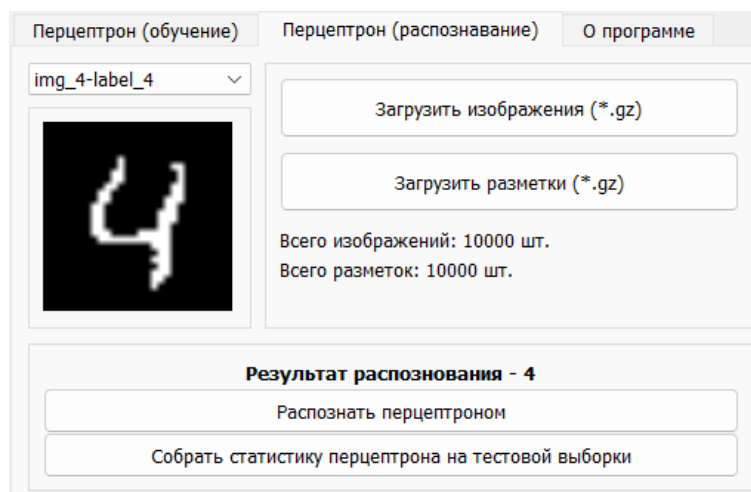 Перцептрон (обучение) Перцептрон (распознавание) О программе
img_4-label_4
Загрузить изображения (*.gz)
4
Загрузить разметки (*.gz)
Всего изображений: 10000 шт.
Всего разметок: 10000 шт.
Результат распознования - 4
Распознать перцептроном
Собрать статистику перцептрона на тестовой выборки